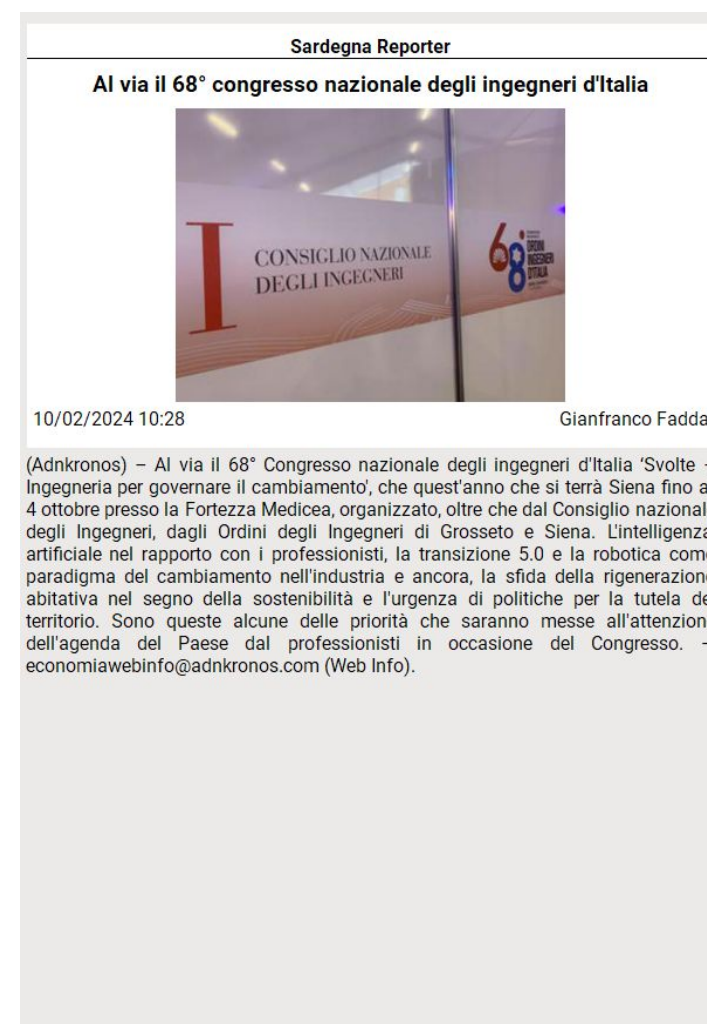 Sardegna Reporter
Al via il 68° congresso nazionale degli ingegneri d'Italia
I
CONSIGLIO NAZIONALE
DEGLI INGEGNERI
68°
ORDINI
INGEGNERI
D'ITALIA
10/02/2024 10:28
Gianfranco Fadda
(Adnkronos) – Al via il 68° Congresso nazionale degli ingegneri d'Italia ‘Svolte -
Ingegneria per governare il cambiamento', che quest'anno che si terrà Siena fino a
4 ottobre presso la Fortezza Medicea, organizzato, oltre che dal Consiglio nazional
degli Ingegneri, dagli Ordini degli Ingegneri di Grosseto e Siena. L'intelligenza
artificiale nel rapporto con i professionisti, la transizione 5.0 e la robotica com
paradigma del cambiamento nell'industria e ancora, la sfida della rigenerazion
abitativa nel segno della sostenibilità e l'urgenza di politiche per la tutela de
territorio. Sono queste alcune delle priorità che saranno messe all'attenzion
dell'agenda del Paese dal professionisti in occasione del Congresso. -
economiawebinfo@adnkronos.com (Web Info).